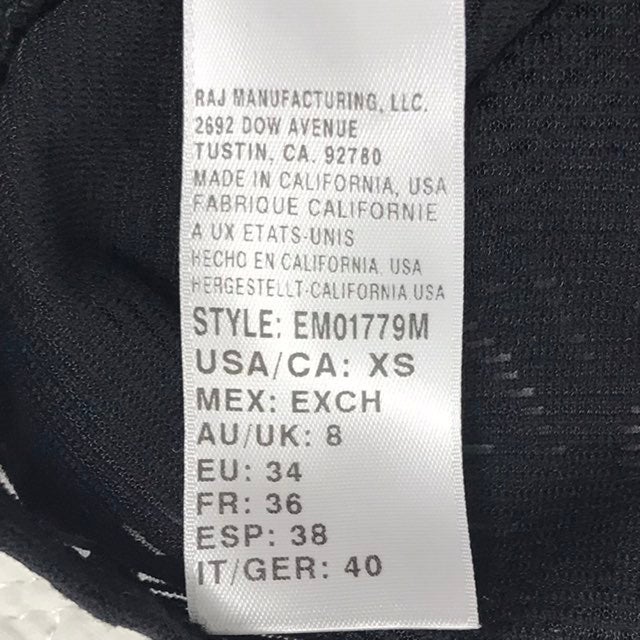 RAJ MANUFACTURING, LLC.
2692 DOW AVENUE
TUSTIN, CA. 92780
MADE IN CALIFORNIA, USA
FABRIQUE CALIFORNIE
A UX ETATS-UNIS
HECHO EN CALIFORNIA. USA
HERGESTELLT-CALIFORNIA USA
STYLE: EM01779M
USA/CA: XS
MEX: EXCH
AU/UK: 8
EU: 34
FR: 36
ESP: 38
IT/GER: 40